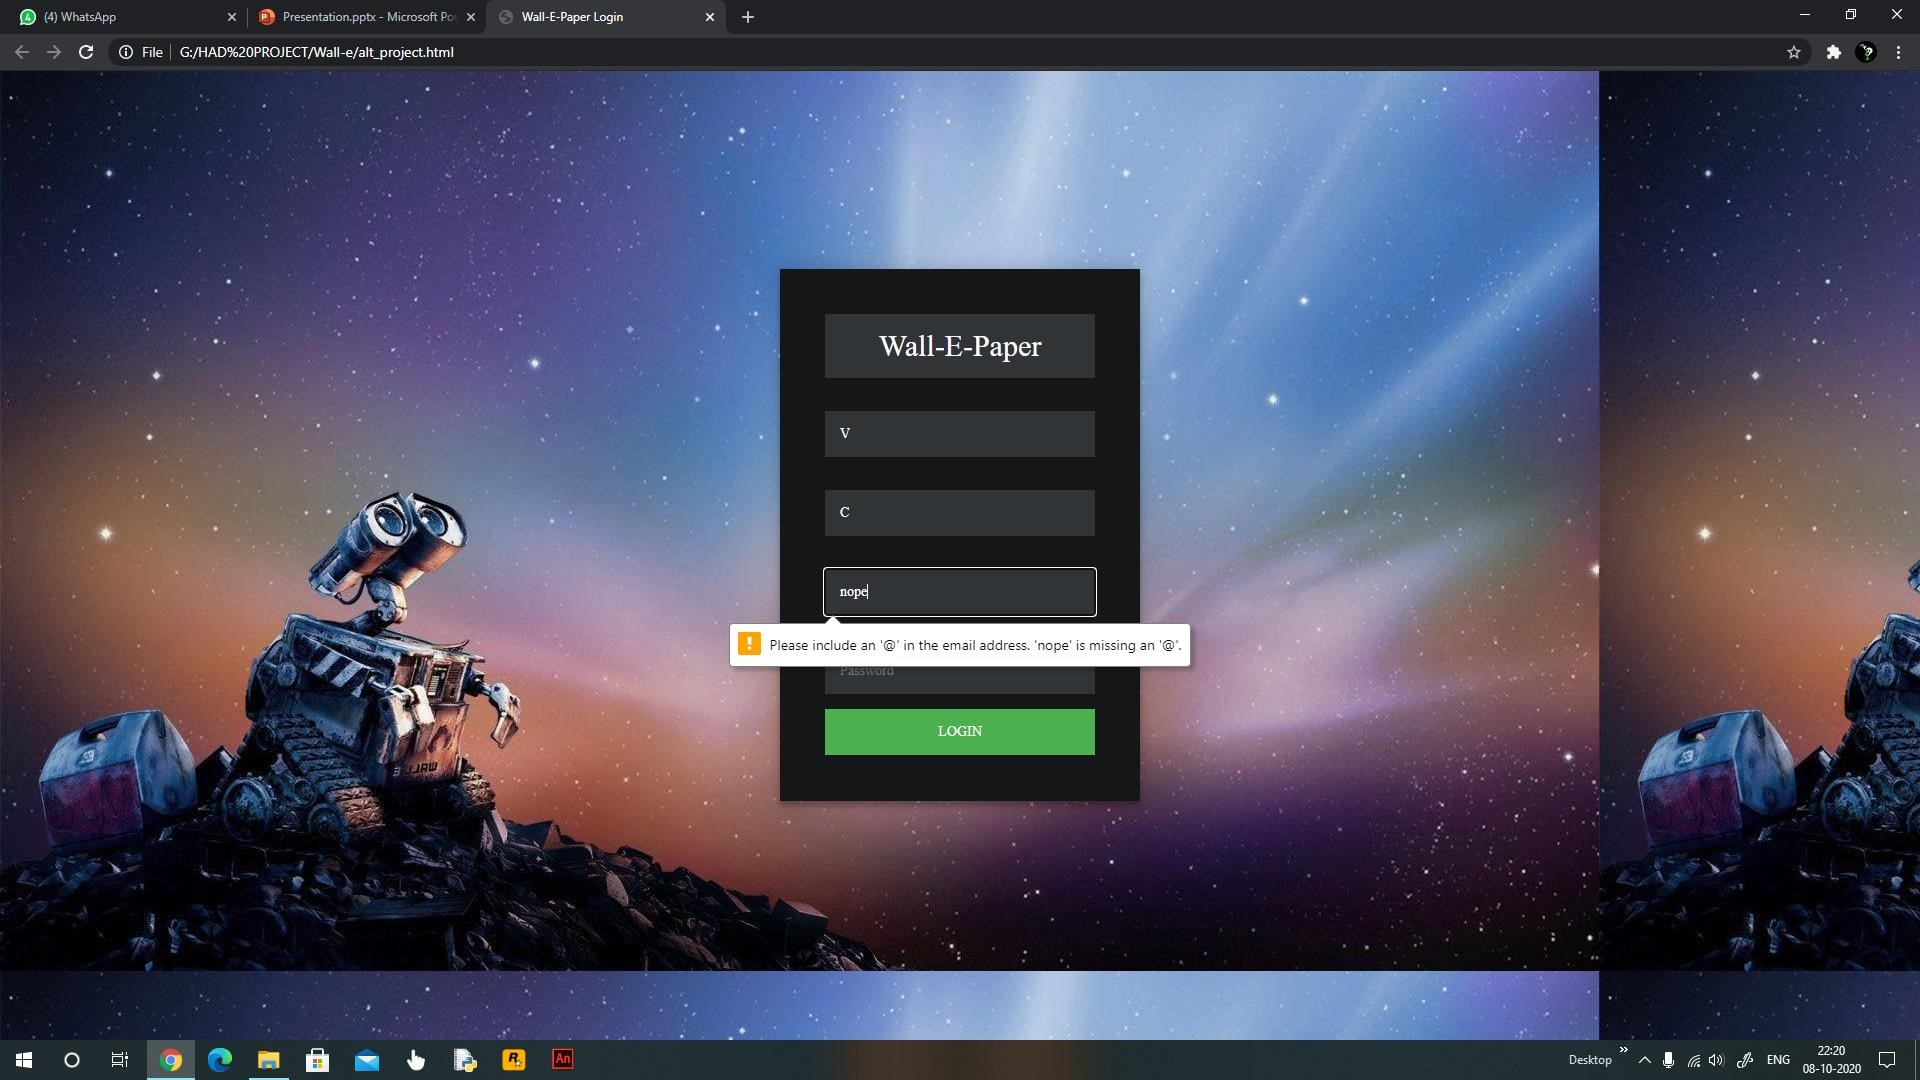 (4) WhatsApp
Presentation.pptx - Microsoft Po
Wall-E-Paper Login
File
G:/HAD%20PROJECT/Wall-e/alt_project.html
Wall-E-Paper
V
C
nope
! Please include an '@' in the email address. 'nope' is missing an '@'.
Password
LOGIN
WALL·E
An
Desktop
ENG
22:20
08-10-2020